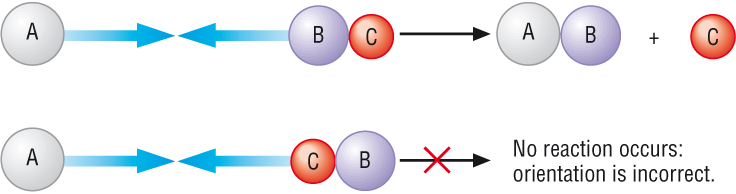 A B C A B + C
A C B No reaction occurs:
orientation is incorrect.